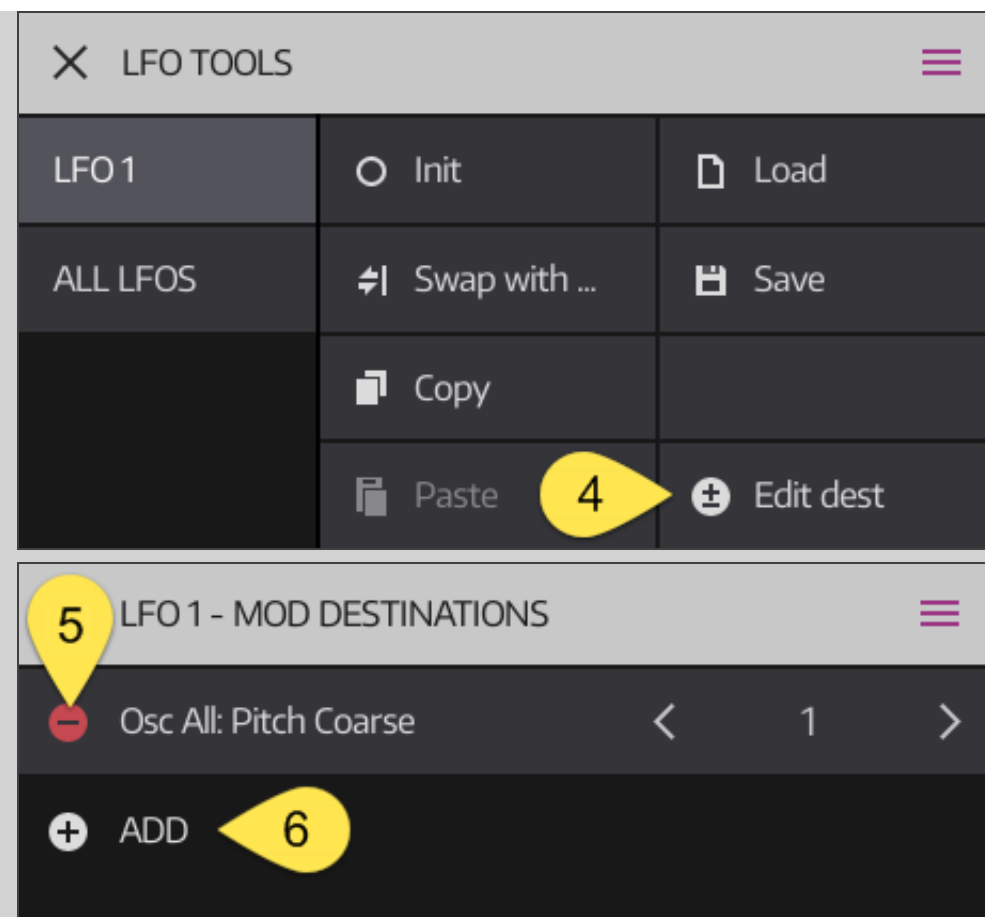 LFO TOOLS
LFO 1
Init
Load
ALL LFOS
Swap with ...
Save
Copy
Paste
4
Edit dest
5
LFO 1 - MOD DESTINATIONS
Osc All: Pitch Coarse
1
ADD
6